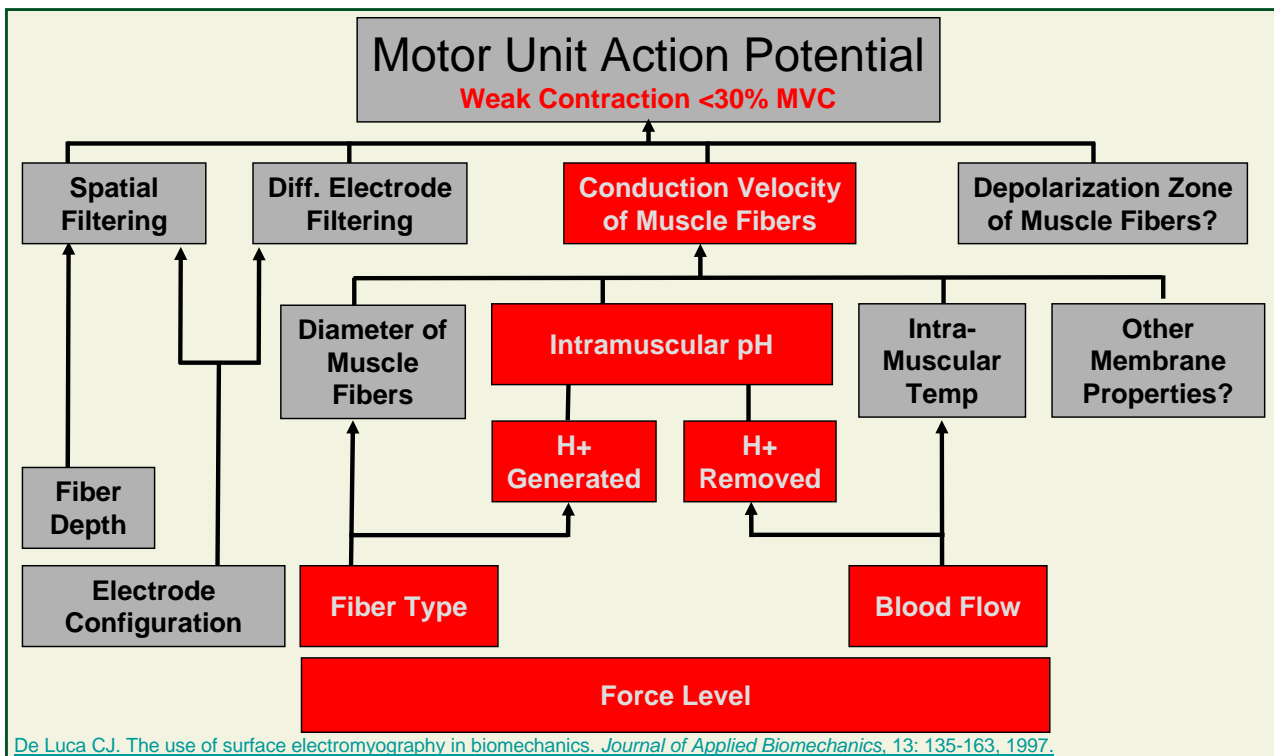 Motor Unit Action Potential
Weak Contraction <30% MVC
Spatial
Filtering
Diff. Electrode
Filtering
Conduction Velocity
of Muscle Fibers
Depolarization Zone
of Muscle Fibers?
Diameter of
Muscle
Fibers
Intramuscular pH
Intra-
Muscular
Temp
Other
Membrane
Properties?
H+
Generated
H+
Removed
Fiber
Depth
Electrode
Configuration
Fiber Type
Blood Flow
Force Level
De Luca CJ. The use of surface electromyography in biomechanics. Journal of Applied Biomechanics, 13: 135-163, 1997.